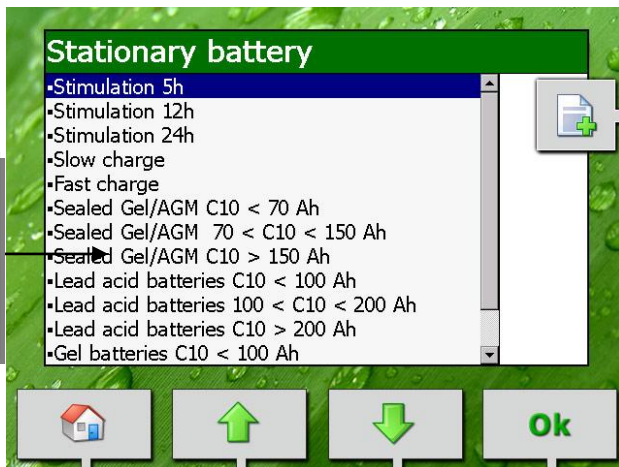 Stationary battery
▪Stimulation 5h
▪Stimulation 12h
▪Stimulation 24h
▪Slow charge
▪Fast charge
▪Sealed Gel/AGM C10 < 70 Ah
▪Sealed Gel/AGM  70 < C10 < 150 Ah
▪Sealed Gel/AGM C10 > 150 Ah
▪Lead acid batteries C10 < 100 Ah
▪Lead acid batteries 100 < C10 < 200 Ah
▪Lead acid batteries C10 > 200 Ah
▪Gel batteries C10 < 100 Ah
Ok